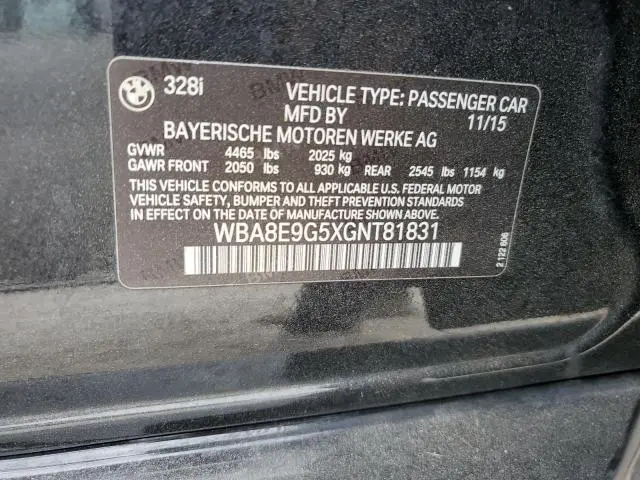 BMW 328i VEHICLE TYPE: PASSENGER CAR
MFD BY 11/15
BAYERISCHE MOTOREN WERKE AG
GVWR 4465 lbs 2025 kg
GAWR FRONT 2050 lbs 930 kg REAR 2545 lbs 1154 kg
THIS VEHICLE CONFORMS TO ALL APPLICABLE U.S. FEDERAL MOTOR
VEHICLE SAFETY, BUMPER AND THEFT PREVENTION STANDARDS
IN EFFECT ON THE DATE OF MANUFACTURE SHOWN ABOVE.
WBA8E9G5XGNT81831
2 122 606